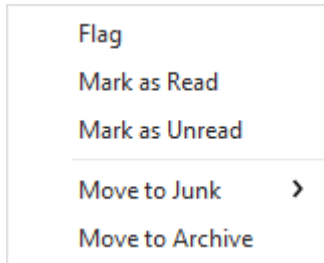 Flag
Mark as Read
Mark as Unread
Move to Junk
Move to Archive